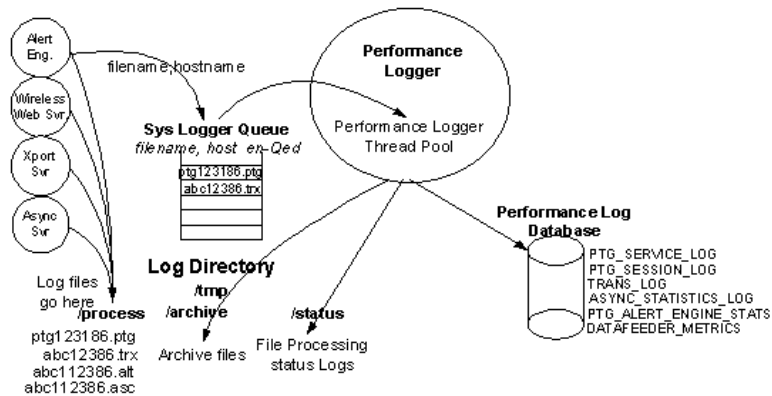 Alert
Eng.
Wireless
Web Svr.
Xport
Svr
Async
Svr
filename,hostname
Sys Logger Queue
filename, host en-Qed
ptg123186.ptg
abc12386.trx
Performance
Logger
Performance Logger
Thread Pool
Log files
go here
/process
ptg123186.ptg
abc12386.trx
abc112386.alt
abc112386.asc
Log Directory
/tmp
/archive
Archive files
/status
File Processing
status Logs
Performance Log
Database
PTG_SERVICE_LOG
PTG_SESSION_LOG
TRANS_LOG
ASYNC_STATISTICS_LOG
PTG_ALERT_ENGINE_STATS
DATAFEEDER_METRICS